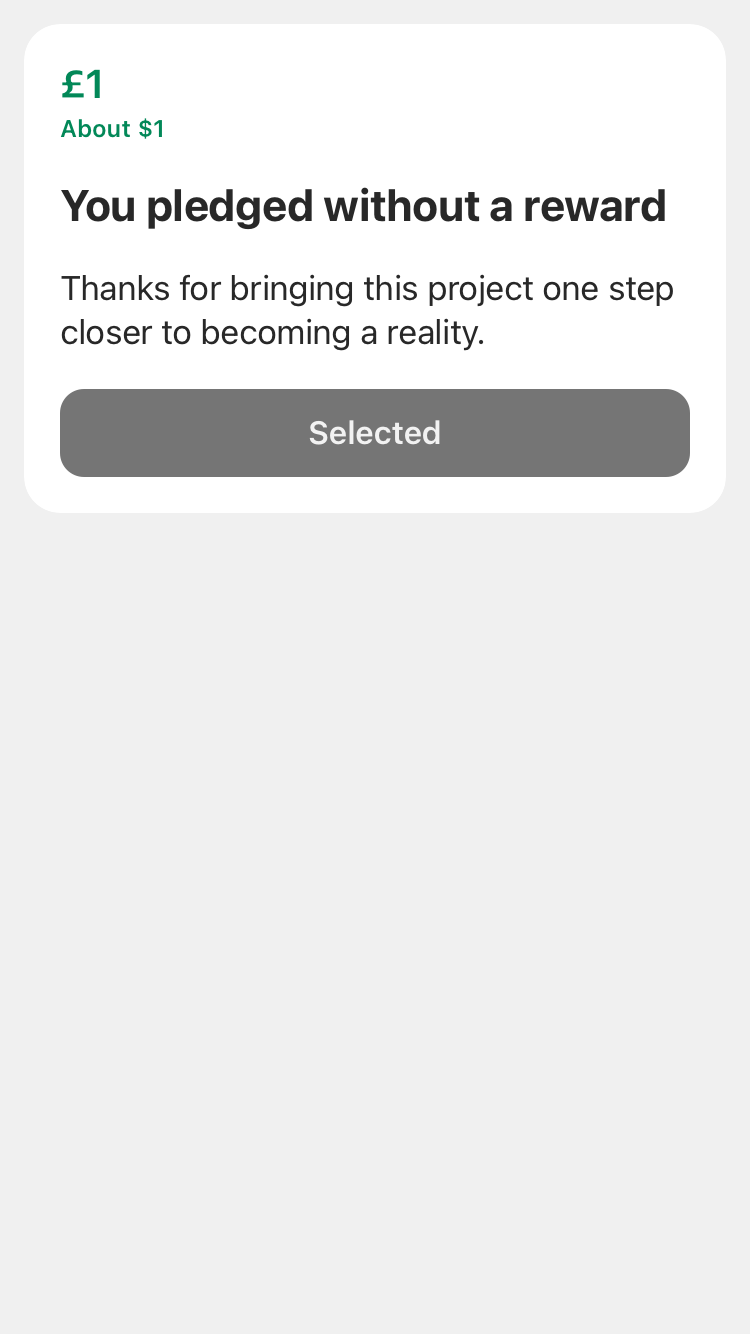 £1
About $1
You pledged without a reward
Thanks for bringing this project one step
closer to becoming a reality.
Selected